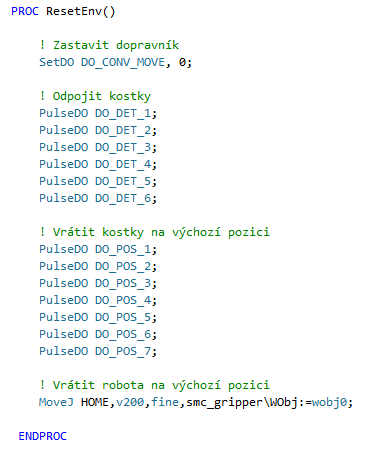 PROC ResetEnv()
! Zastavit dopravník
SetDO DO_CONV_MOVE, 0;
! Odpojit kostky
PulseDO DO_DET_1;
PulseDO DO_DET_2;
PulseDO DO_DET_3;
PulseDO DO_DET_4;
PulseDO DO_DET_5;
PulseDO DO_DET_6;
! Vrátit kostky na výchozí pozici
PulseDO DO_POS_1;
PulseDO DO_POS_2;
PulseDO DO_POS_3;
PulseDO DO_POS_4;
PulseDO DO_POS_5;
PulseDO DO_POS_6;
PulseDO DO_POS_7;
! Vrátit robota na výchozí pozici
MoveJ HOME,v200,fine,smc_gripper\WObj:=wobj0;
ENDPROC